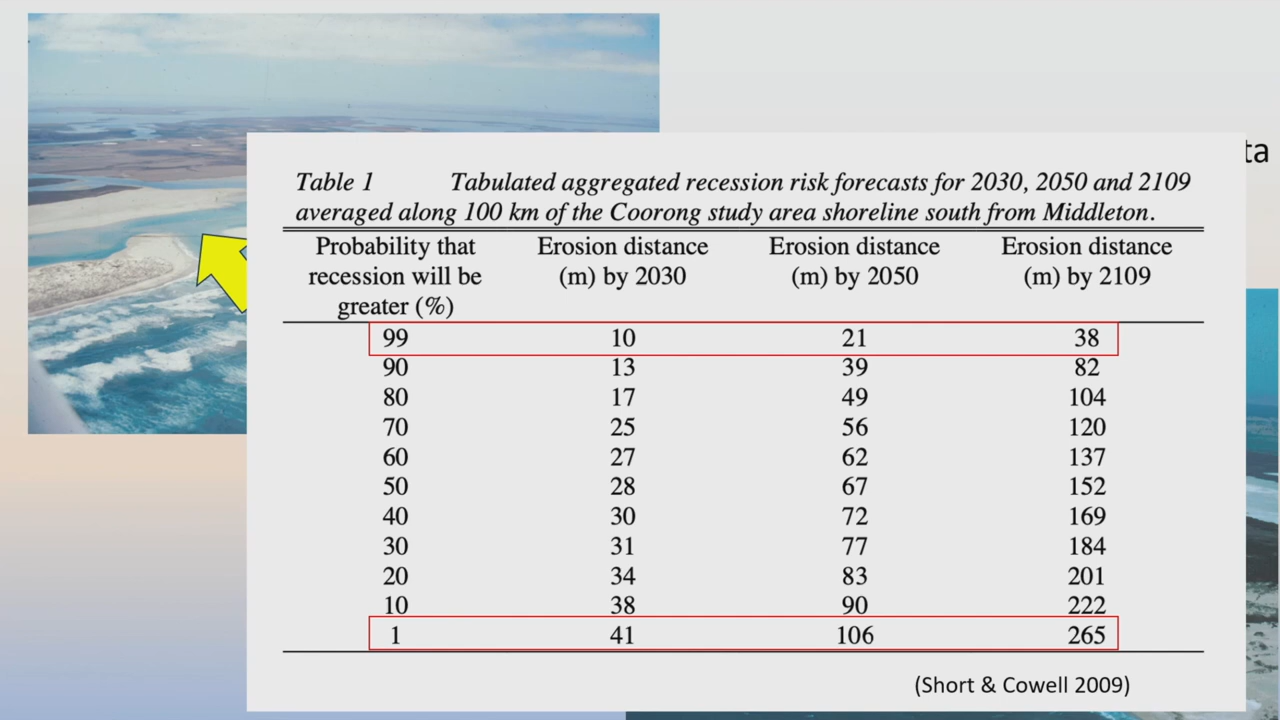 ta
Table 1 Tabulated aggregated recession risk forecasts for 2030, 2050 and 2109
averaged along 100 km of the Coorong study area shoreline south from Middleton.
Probability that Erosion distance Erosion distance Erosion distance
recession will be (m) by 2030 (m) by 2050 (m) by 2109
greater (%)
99 10 21 38
90 13 39 82
80 17 49 104
70 25 56 120
60 27 62 137
50 28 67 152
40 30 72 169
30 31 77 184
20 34 83 201
10 38 90 222
1 41 106 265
(Short & Cowell 2009)